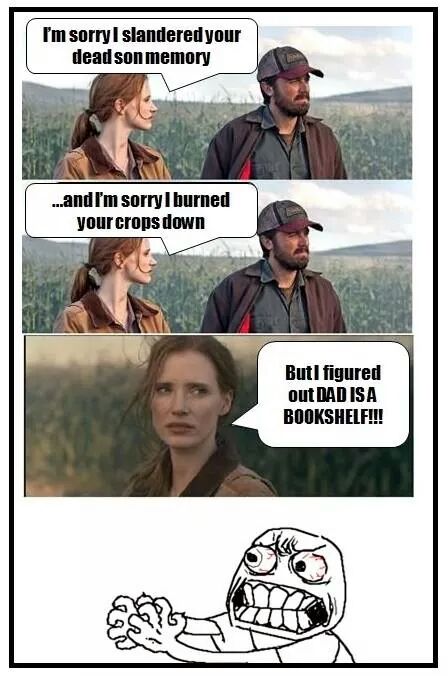 I'm sorry I slandered your
dead son memory
...and I'm sorry I burned
your crops down
But I figured
out DAD IS A
BOOKSHELF!!!